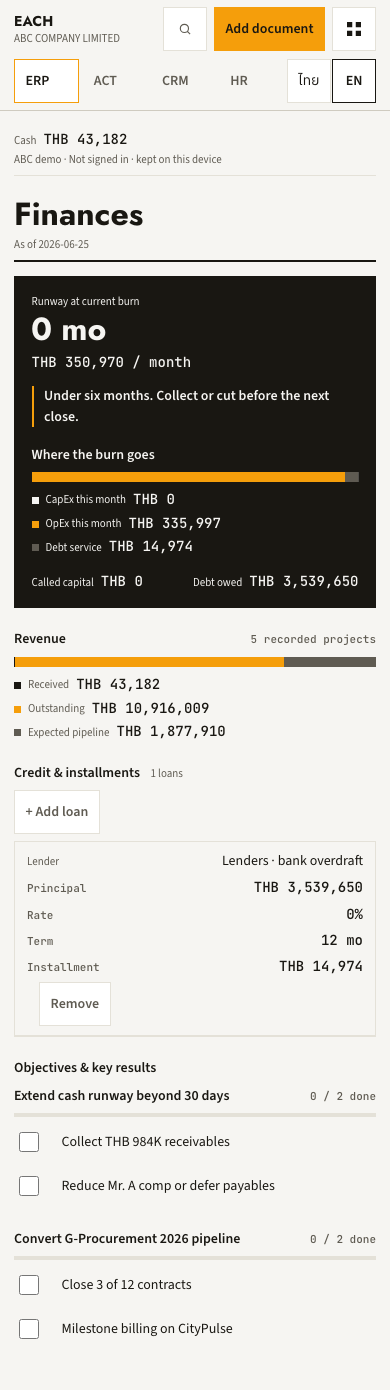 EACH
ABC COMPANY LIMITED
Add document
ERP ACT CRM HR ไทย EN
Cash THB 43,182
ABC demo · Not signed in · kept on this device
Finances
As of 2026-06-25
Runway at current burn
0 mo
THB 350,970 / month
Under six months. Collect or cut before the next
close.
Where the burn goes
CapEx this month THB 0
OpEx this month THB 335,997
Debt service THB 14,974
Called capital THB 0 Debt owed THB 3,539,650
Revenue 5 recorded projects
Received THB 43,182
Outstanding THB 10,916,009
Expected pipeline THB 1,877,910
Credit & installments 1 loans
+ Add loan
Lender Lenders · bank overdraft
Principal THB 3,539,650
Rate 0%
Term 12 mo
Installment THB 14,974
Remove
Objectives & key results
Extend cash runway beyond 30 days 0 / 2 done
Collect THB 984K receivables
Reduce Mr. A comp or defer payables
Convert G-Procurement 2026 pipeline 0 / 2 done
Close 3 of 12 contracts
Milestone billing on CityPulse